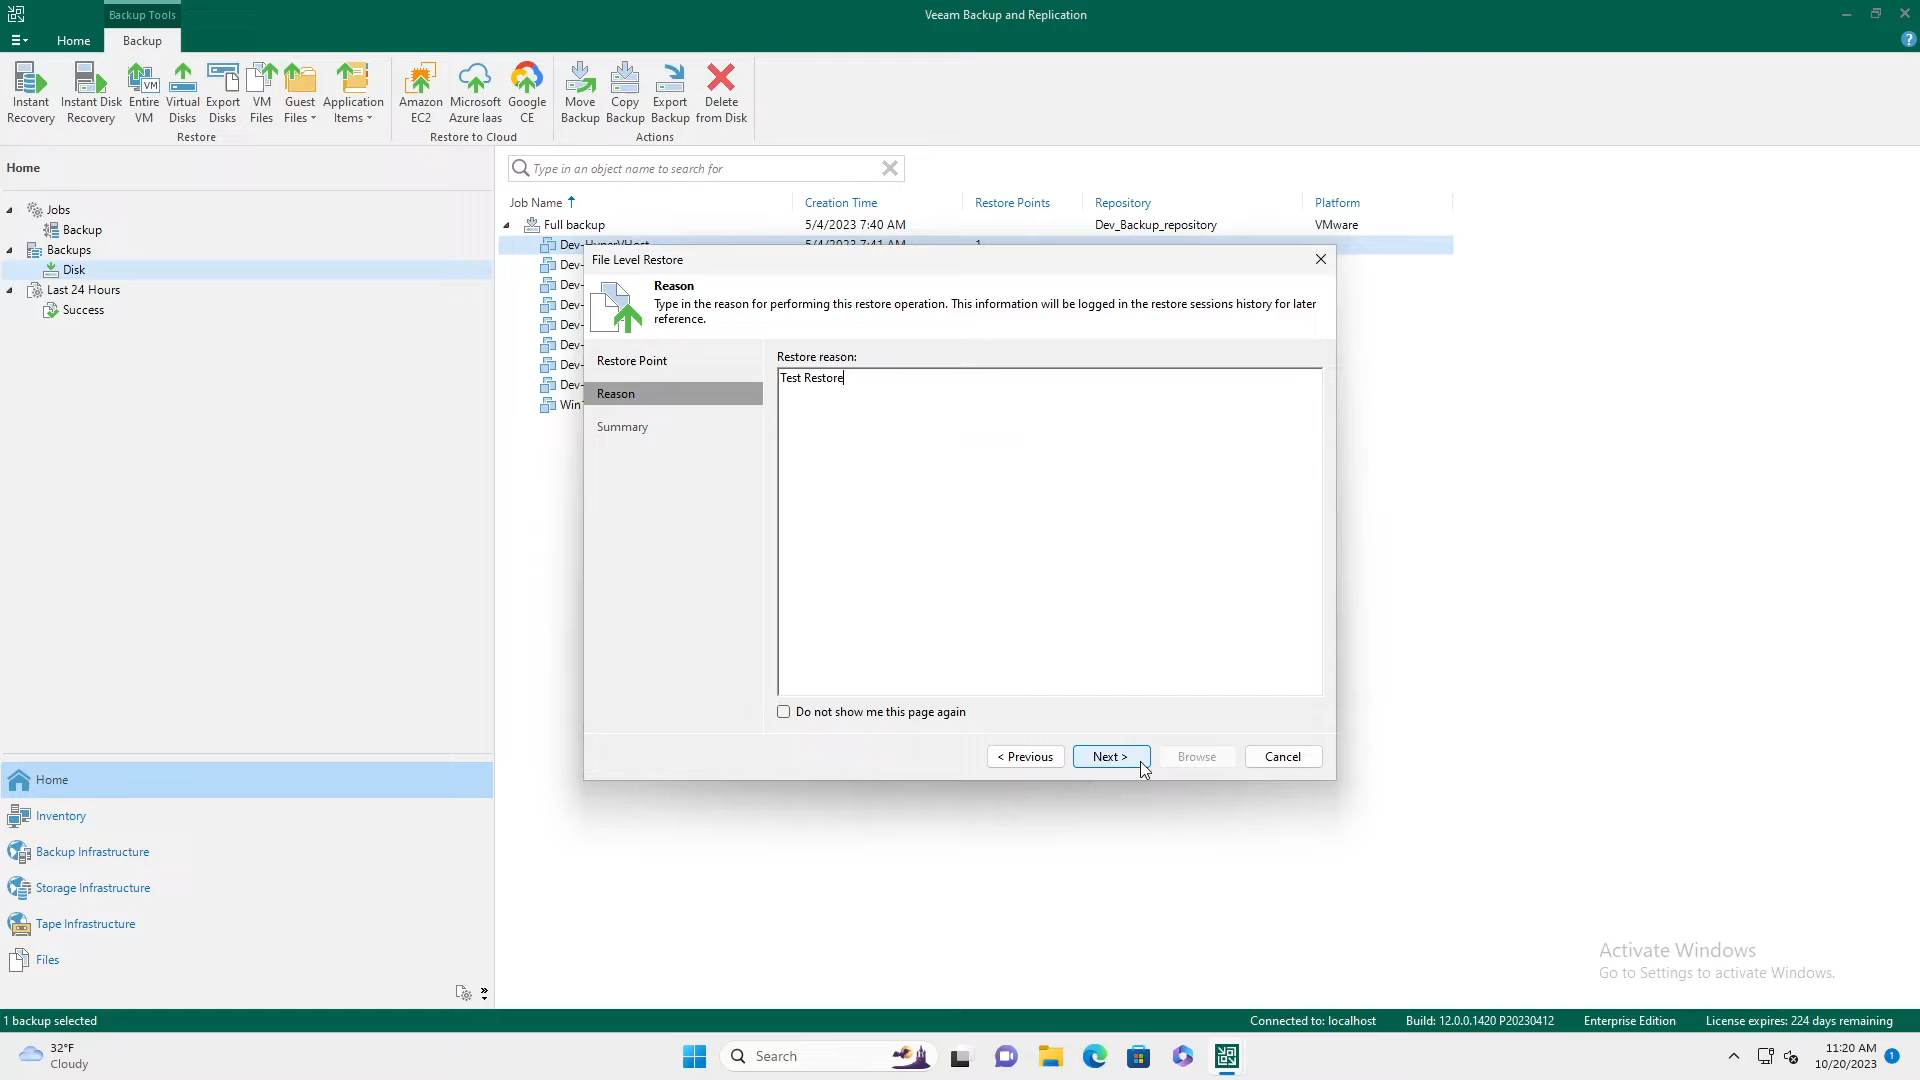 Backup Tools
Veeam Backup and Replication
Home
Backup
Instant Recovery
Instant Disk Recovery
Entire VM
Virtual Disks
Export Disks
VM Files
Guest Files
Application Items
Restore
Amazon EC2
Microsoft Azure Iaas
Google CE
Restore to Cloud
Move Backup
Copy Backup
Export Backup
Delete from Disk
Actions
Home
Jobs
Backup
Backups
Disk
Last 24 Hours
Success
Type in an object name to search for
Job Name Creation Time Restore Points Repository Platform
Full backup 5/4/2023 7:40 AM Dev_Backup_repository VMware
Dev-HyperVHost 5/4/2023 7:41 AM 1
Dev-
Dev-
Dev-
Dev-
Dev-
Dev-
Dev-
Win
File Level Restore
Reason
Type in the reason for performing this restore operation. This information will be logged in the restore sessions history for later
reference.
Restore Point
Reason
Summary
Restore reason:
Test Restore
Do not show me this page again
< Previous
Next >
Browse
Cancel
Home
Inventory
Backup Infrastructure
Storage Infrastructure
Tape Infrastructure
Files
Activate Windows
Go to Settings to activate Windows.
1 backup selected
Connected to: localhost
Build: 12.0.0.1420 P20230412
Enterprise Edition
License expires: 224 days remaining
32°F
Cloudy
Search
11:20 AM
10/20/2023
1